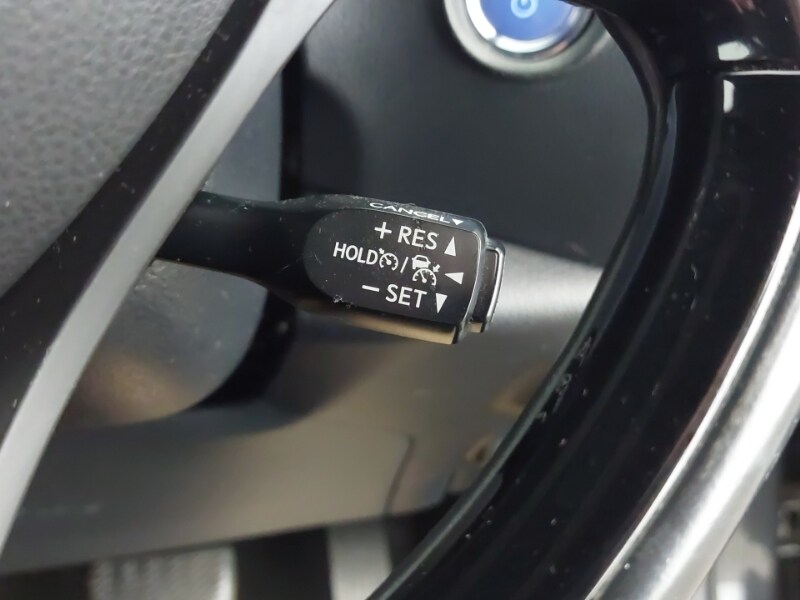 CANCEL▼
+ RES ▲
HOLD / ◀
− SET ▼